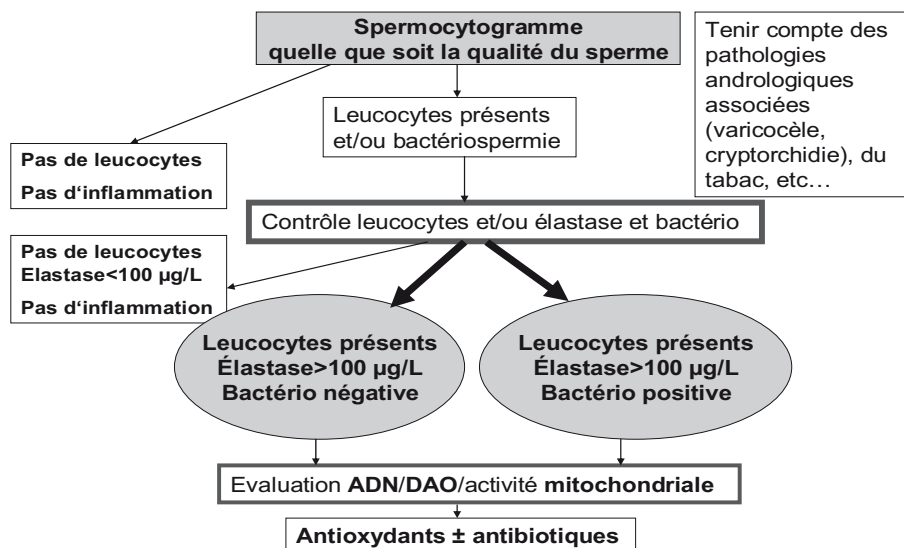 Spermocytogramme
quelle que soit la qualité du sperme
Tenir compte des
pathologies
andrologiques
associées
(varicocèle,
cryptorchidie), du
tabac, etc…
Leucocytes présents
et/ou bactériospermie
Pas de leucocytes
Pas d‘inflammation
Contrôle leucocytes et/ou élastase et bactério
Pas de leucocytes
Elastase<100 µg/L
Pas d‘inflammation
Leucocytes présents
Élastase>100 µg/L
Bactério négative
Leucocytes présents
Élastase>100 µg/L
Bactério positive
Evaluation ADN/DAO/activité mitochondriale
Antioxydants ± antibiotiques